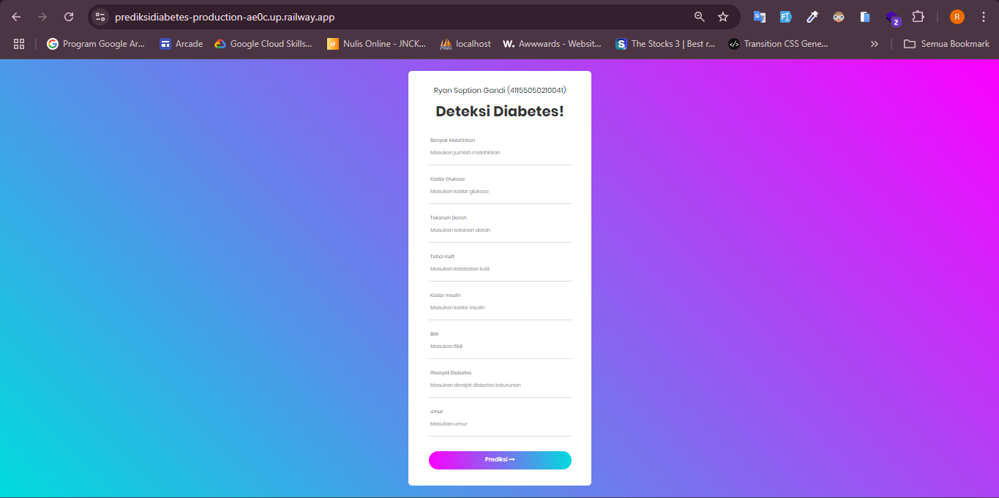 prediksidiabetes-production-ae0c.up.railway.app
2
R
Program Google Ar...
Arcade
Google Cloud Skills...
Nulis Online - JNCK...
localhost
Awwwards - Websit...
The Stocks 3 | Best r...
Transition CSS Gene...
Semua Bookmark
Ryan Septian Gandi (41155050210041)
Deteksi Diabetes!
Banyak Melahirkan
Masukan jumlah melahirkan
Kadar Glukosa
Masukan kadar glukosa
Tekanan Darah
Masukan tekanan darah
Tebal Kulit
Masukan ketebalan kulit
Kadar Insulin
Masukan kadar insulin
BMI
Masukan BMI
Riwayat Diabetes
Masukan derajat diabetes keturunan
Umur
Masukan umur
Prediksi